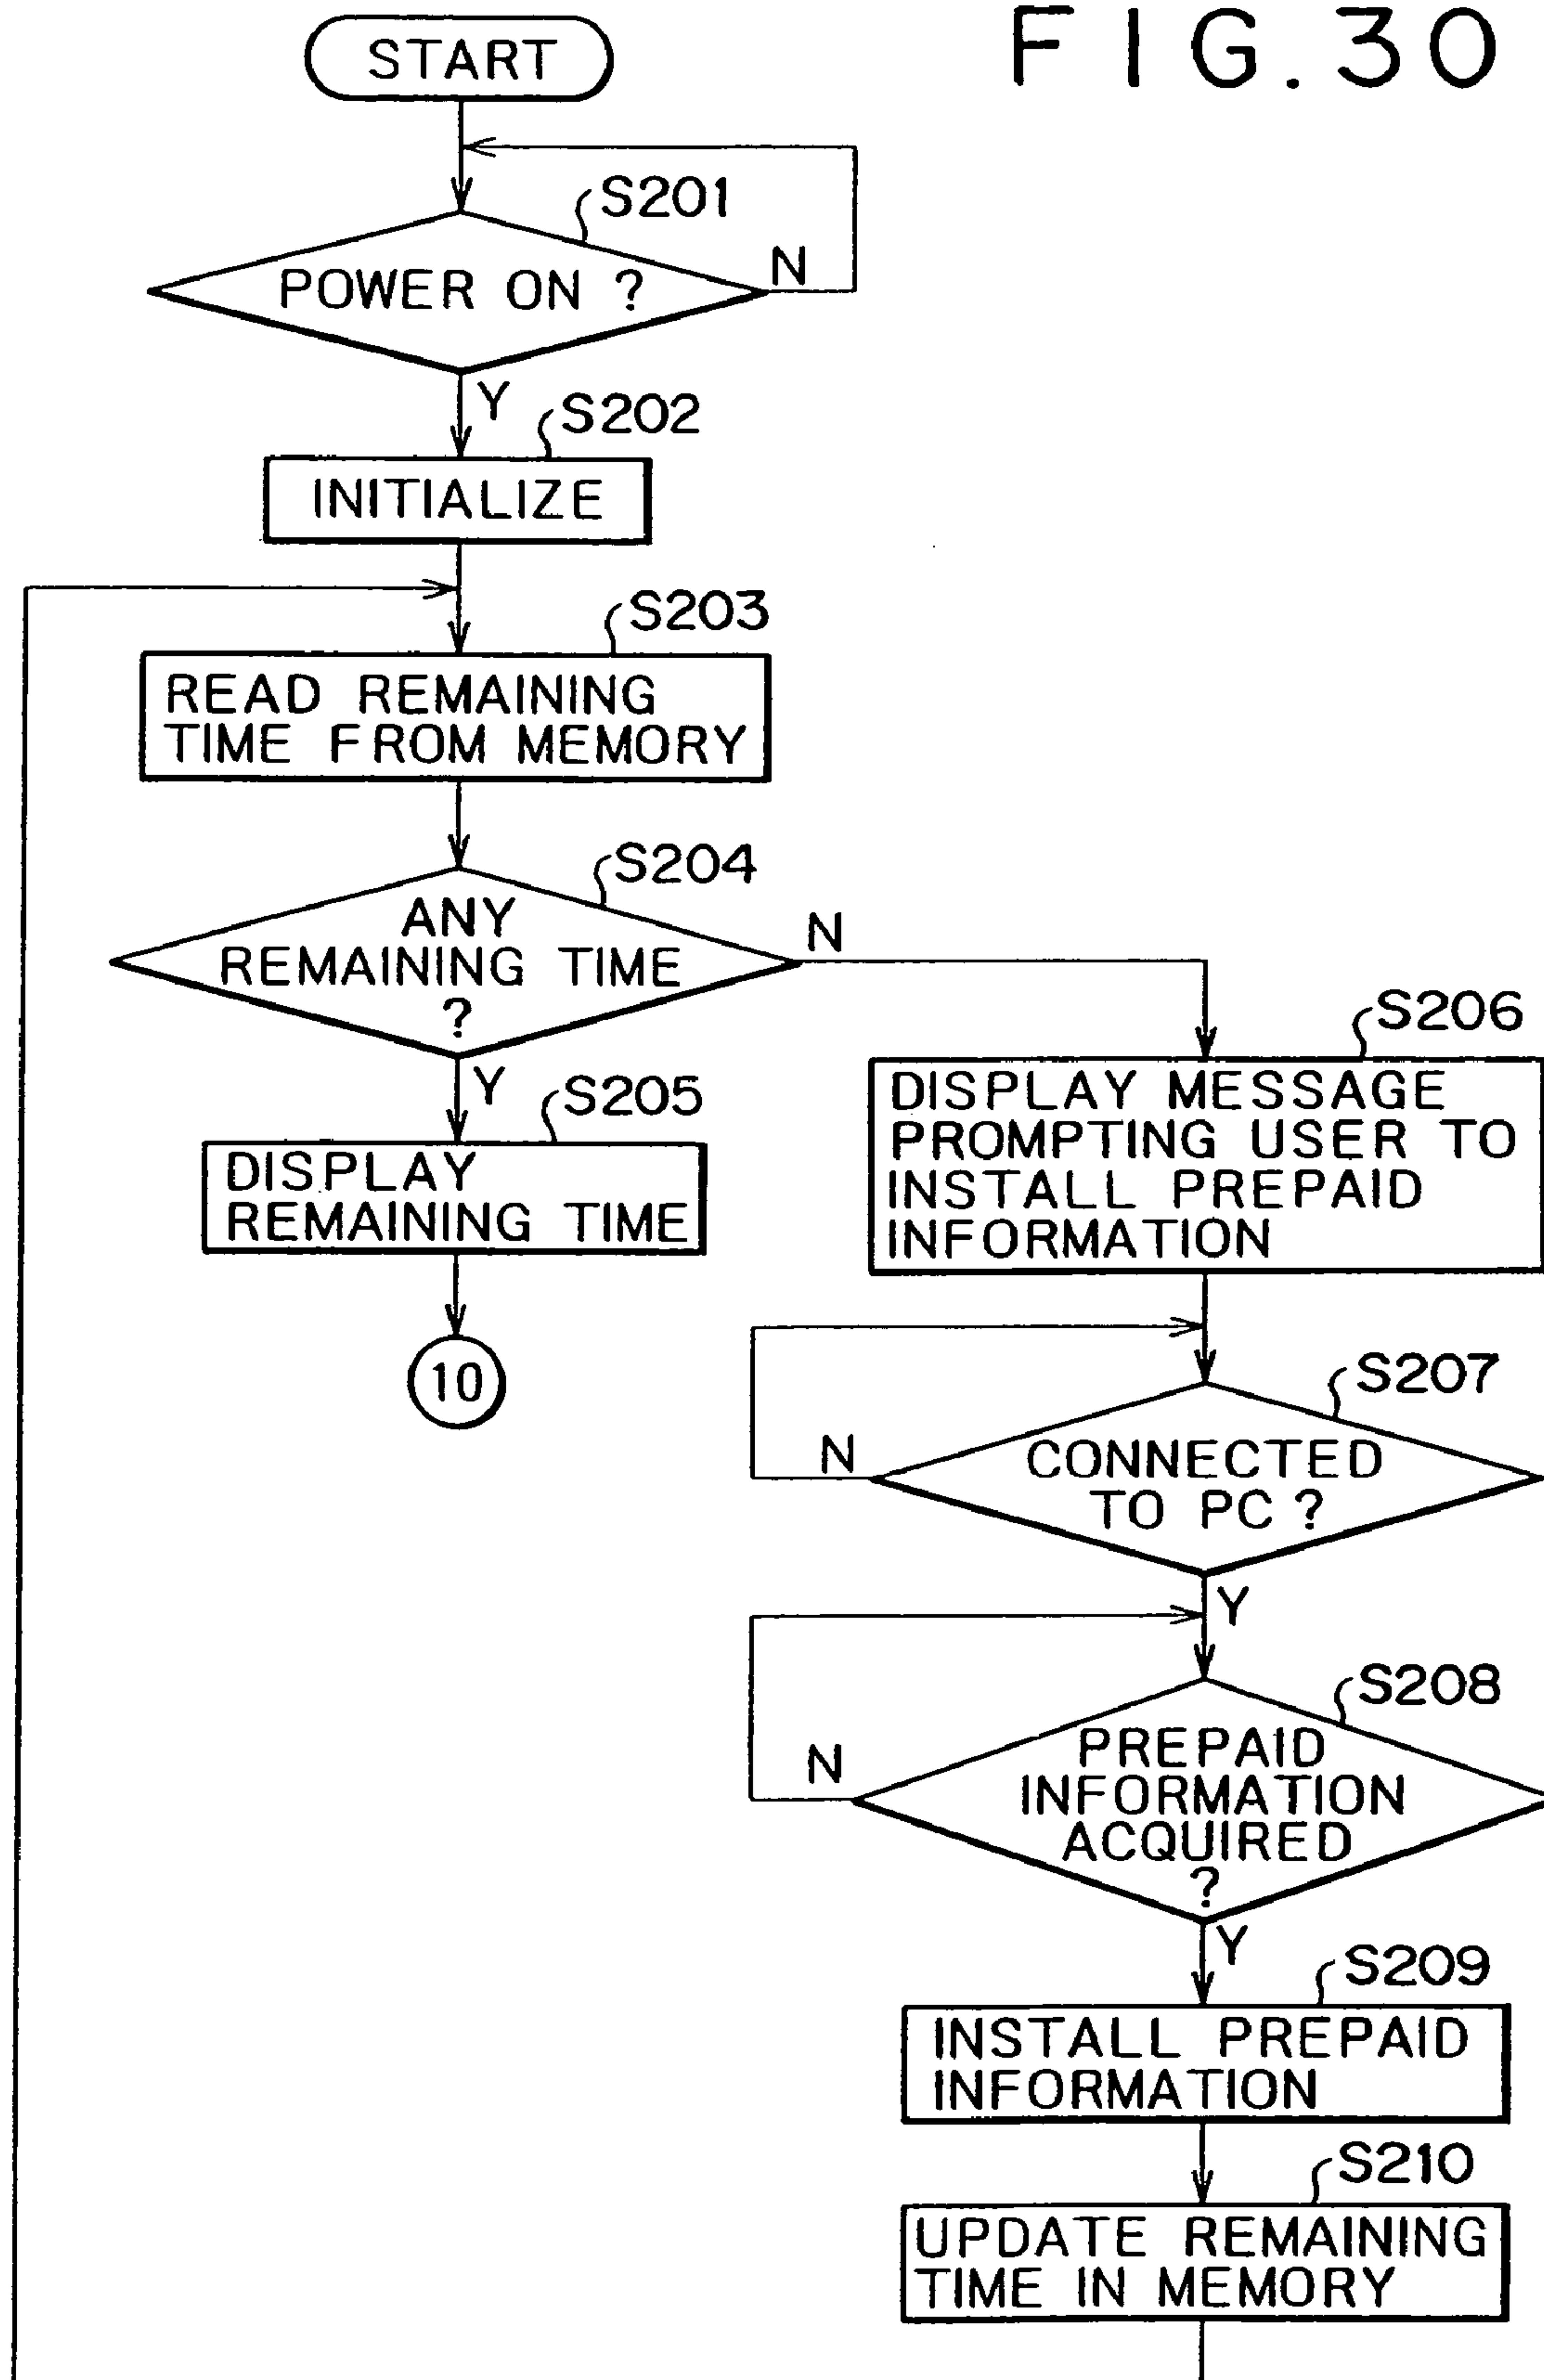 FIG.30
START
S201
POWER ON ?
N
Y
S202
INITIALIZE
S203
READ REMAINING
TIME FROM MEMORY
S204
ANY
REMAINING TIME
?
N
Y
S205
DISPLAY
REMAINING TIME
10
S206
DISPLAY MESSAGE
PROMPTING USER TO
INSTALL PREPAID
INFORMATION
S207
CONNECTED
TO PC ?
N
Y
S208
PREPAID
INFORMATION
ACQUIRED
?
N
Y
S209
INSTALL PREPAID
INFORMATION
S210
UPDATE REMAINING
TIME IN MEMORY